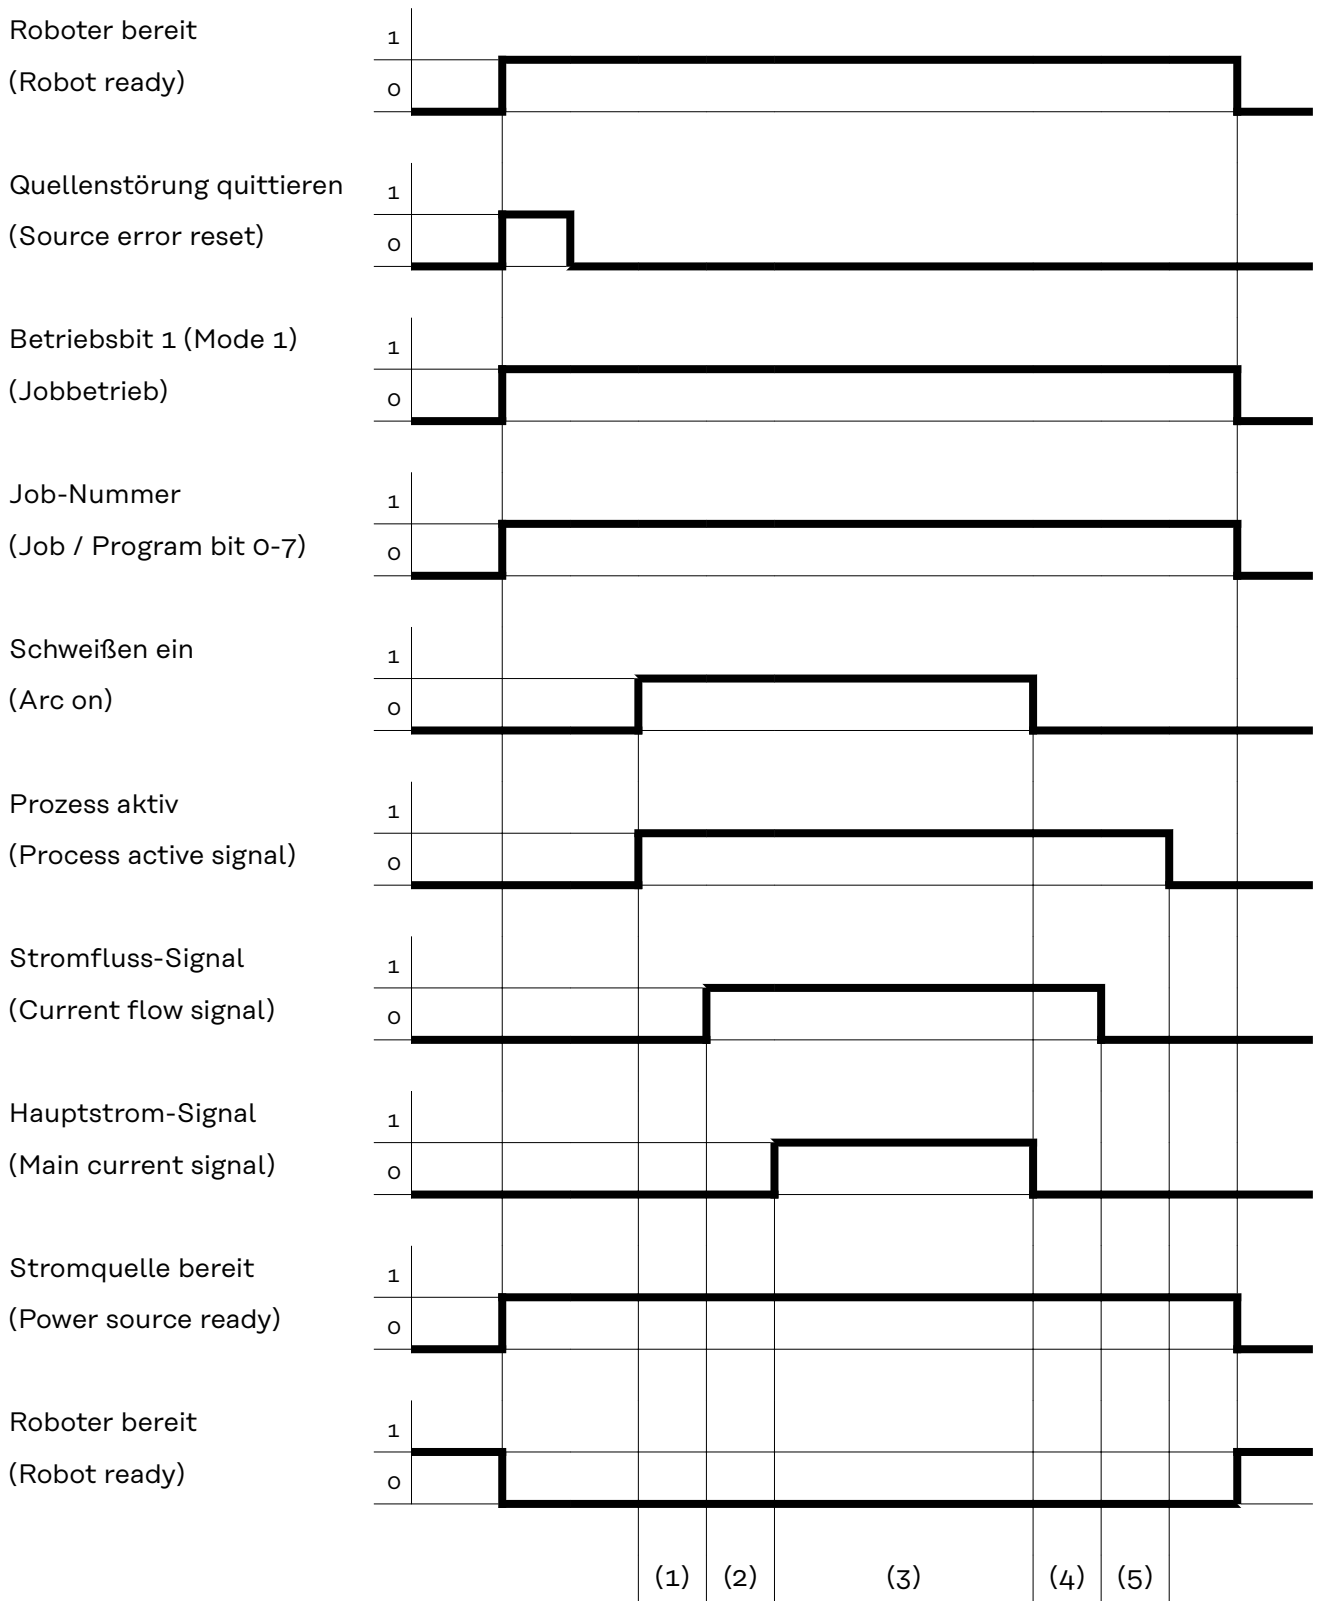 Roboter bereit
1
(Robot ready)
0
Quellenstörung quittieren
1
(Source error reset)
0
Betriebsbit 1 (Mode 1)
1
(Jobbetrieb)
0
Job-Nummer
1
(Job / Program bit 0-7)
0
Schweißen ein
1
(Arc on)
0
Prozess aktiv
1
(Process active signal)
0
Stromfluss-Signal
1
(Current flow signal)
0
Hauptstrom-Signal
1
(Main current signal)
0
Stromquelle bereit
1
(Power source ready)
0
Roboter bereit
1
(Robot ready)
0
(1) (2) (3) (4) (5)